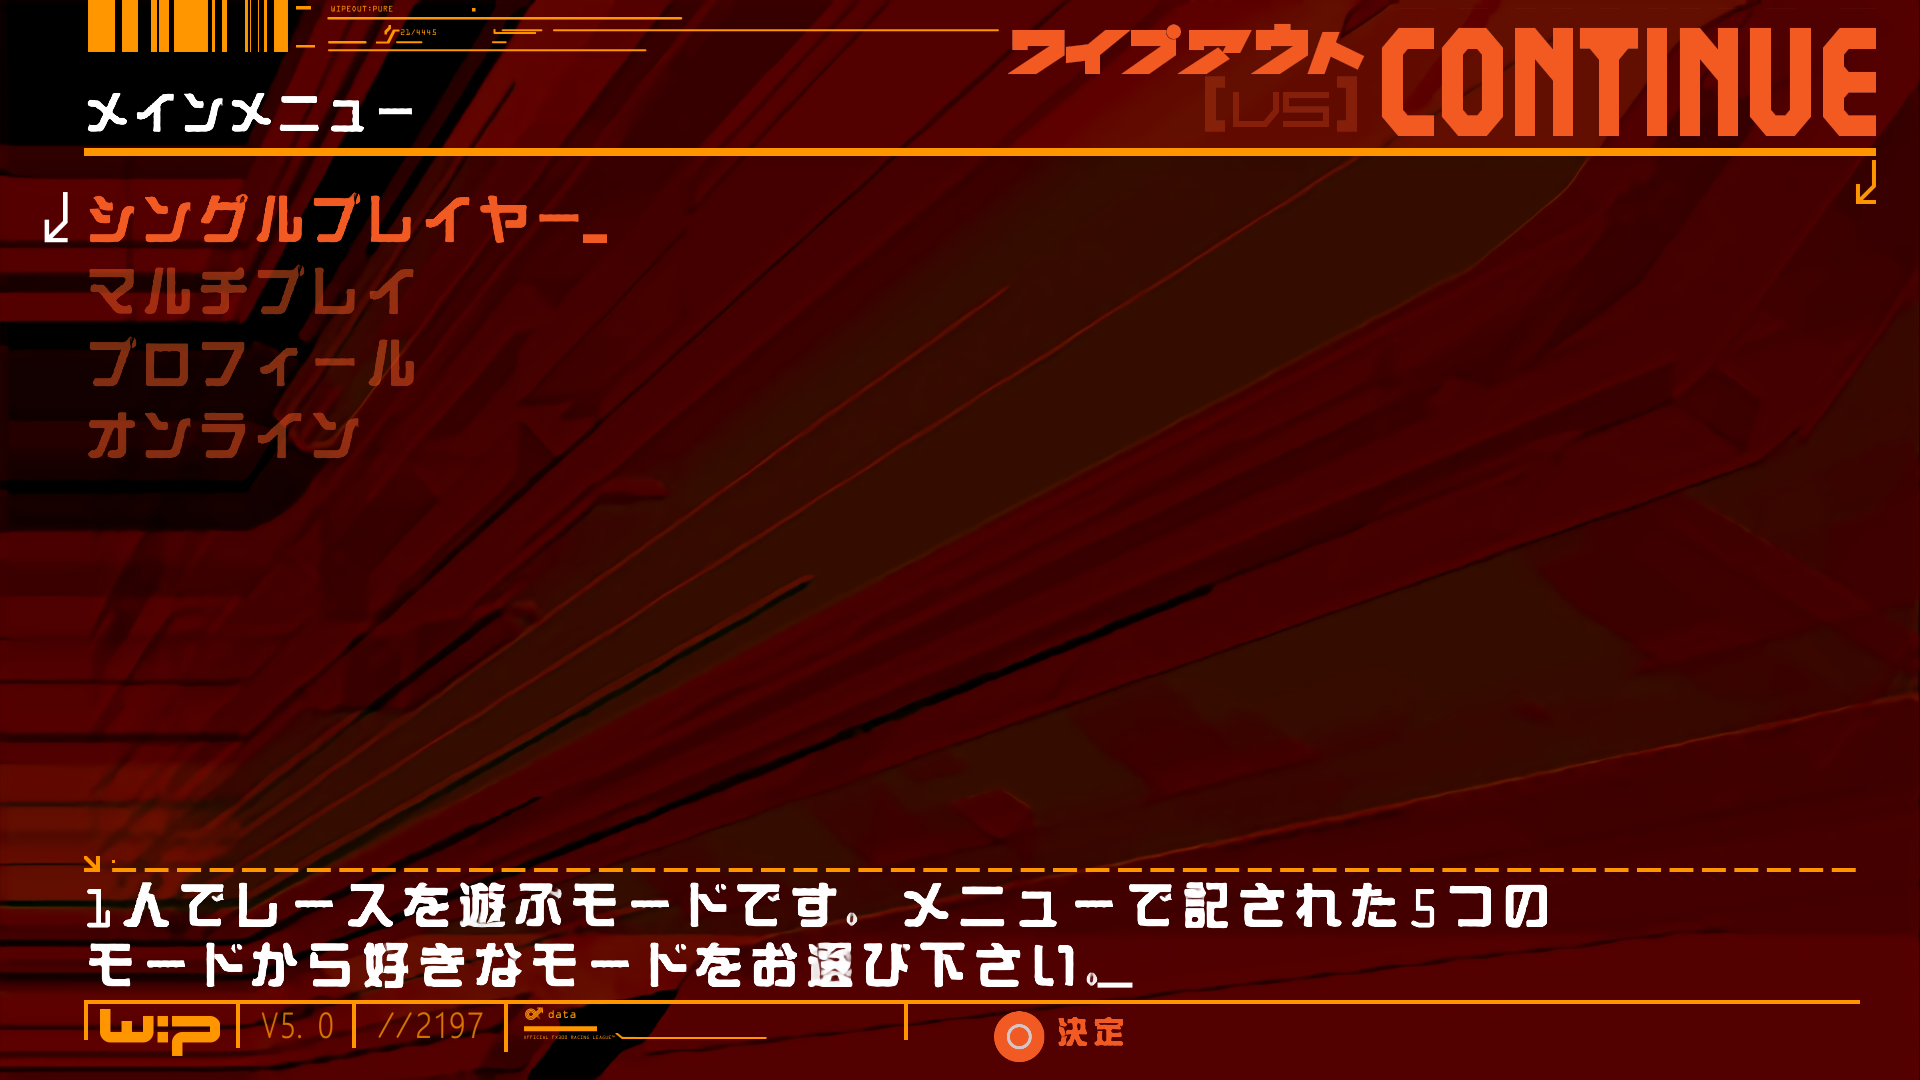 WIPEOUT:PURE
21/4445
ワイプアウト
[VS]
CONTINUE
メインメニュー
シングルプレイヤー_
マルチプレイ
プロフィール
オンライン
1人でレースを遊ぶモードです。メニューで記された5つの
モードから好きなモードをお選び下さい。_
wip
V5.0
//2197
data
OFFICIAL FX300 RACING LEAGUE
決定